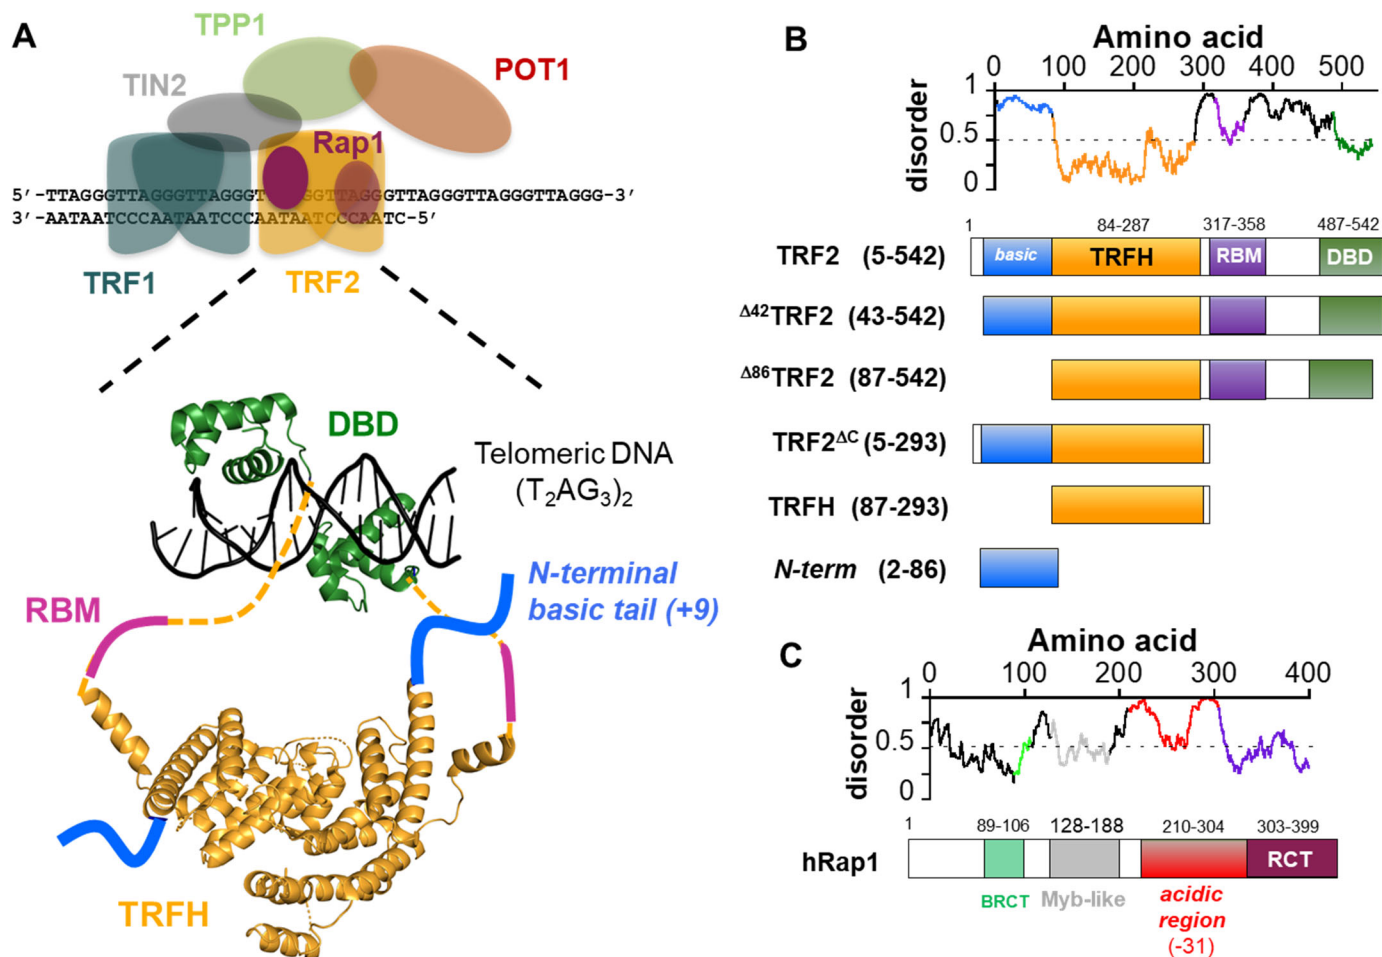 A
TPP1
POT1
TIN2
Rap1
5'-TTAGGGTTAGGGTTAGGGT GGTTAGGGTTAGGGTTAGGGTTAGGG-3'
3'-AATAATCCCAATAATCCCAATAATCCCAATC-5'
TRF1
TRF2
DBD
Telomeric DNA
(T2AG3)2
N-terminal
basic tail (+9)
RBM
TRFH
B
Amino acid
0 100 200 300 400 500
1
0.5
0
disorder
1
84-287
317-358
487-542
TRF2 (5-542)
basic
TRFH
RBM
DBD
Δ42TRF2 (43-542)
Δ86TRF2 (87-542)
TRF2ΔC (5-293)
TRFH (87-293)
N-term (2-86)
C
Amino acid
0 100 200 300 400
1
0.5
0
disorder
1
89-106
128-188
210-304
303-399
hRap1
RCT
BRCT
Myb-like
acidic
region
(-31)